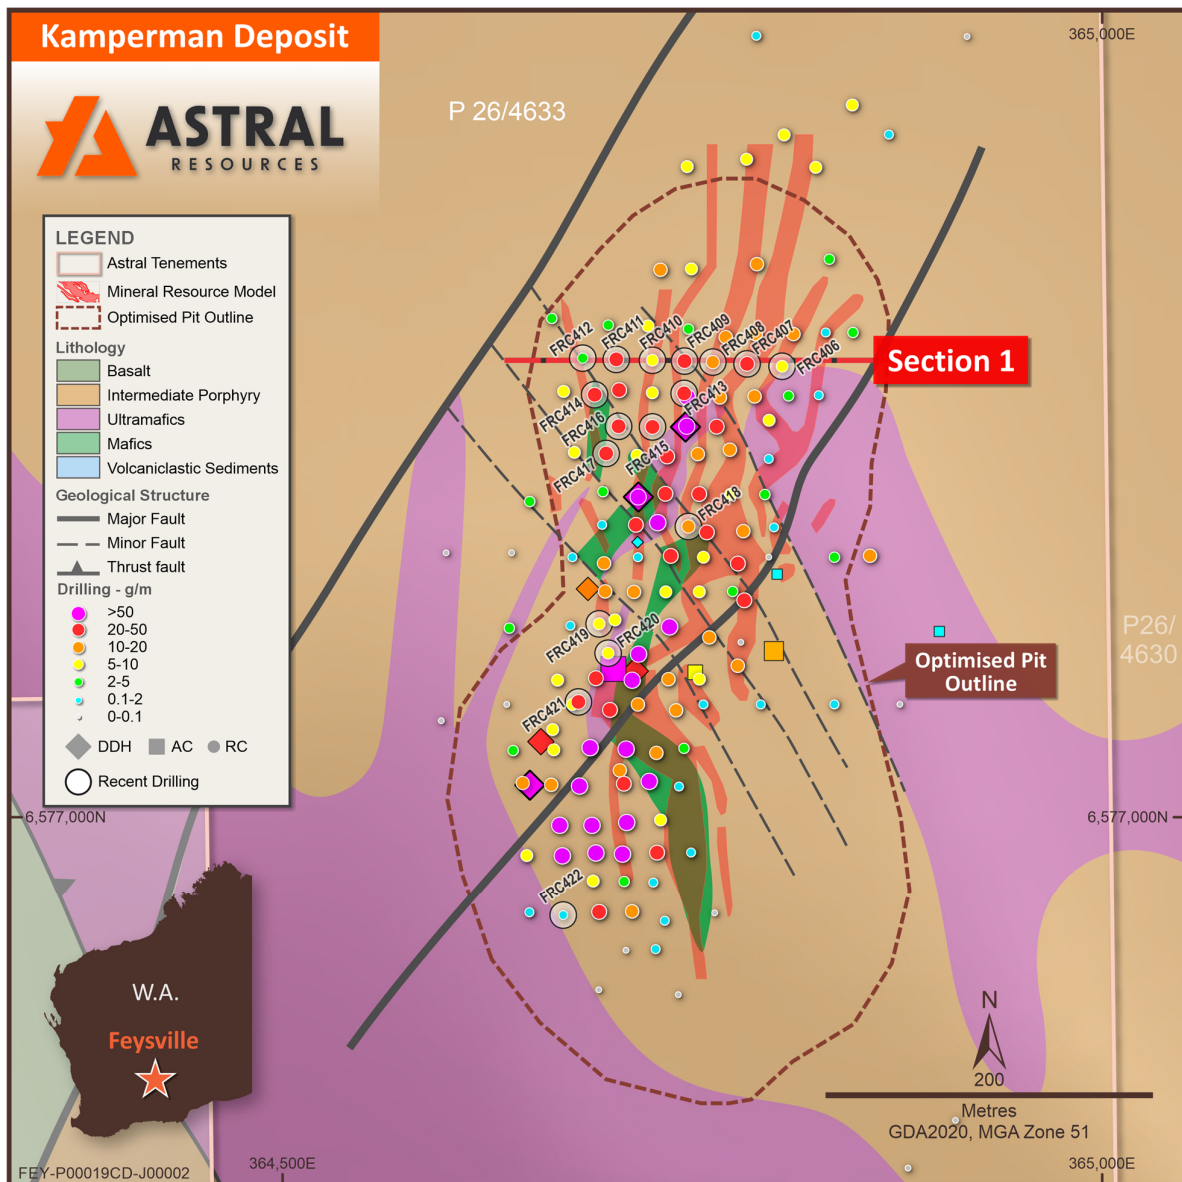 Kamperman Deposit
ASTRAL
RESOURCES
P 26/4633
365,000E
LEGEND
Astral Tenements
Mineral Resource Model
Optimised Pit Outline
Lithology
Basalt
Intermediate Porphyry
Ultramafics
Mafics
Volcaniclastic Sediments
Geological Structure
Major Fault
Minor Fault
Thrust fault
Drilling - g/m
>50
20-50
10-20
5-10
2-5
0.1-2
0-0.1
DDH
AC
RC
Recent Drilling
FRC412
FRC411
FRC410
FRC409
FRC408
FRC407
FRC406
Section 1
FRC414
FRC413
FRC416
FRC415
FRC417
FRC418
FRC419
FRC420
FRC421
FRC422
P26/
4630
Optimised Pit
Outline
6,577,000N
6,577,000N
W.A.
Feysville
N
200
Metres
GDA2020, MGA Zone 51
FEY-P00019CD-J00002
364,500E
365,000E